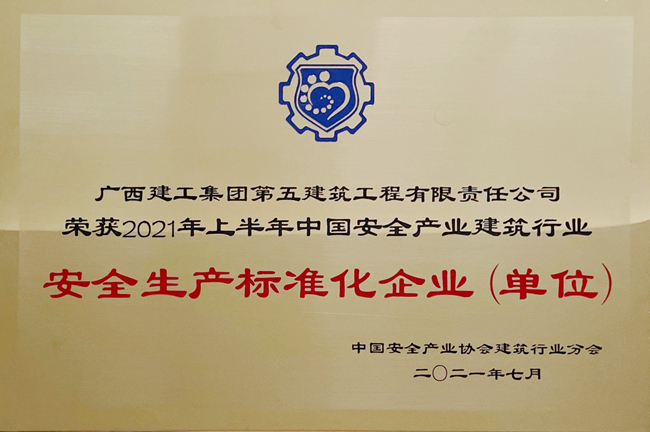 广西建工集团第五建筑工程有限责任公司
荣获2021年上半年中国安全产业建筑行业
安全生产标准化企业（单位）
中国安全产业协会建筑行业分会
二〇二一年七月